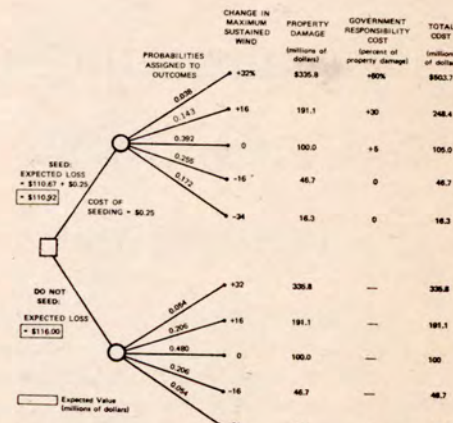 CHANGE IN MAXIMUM SUSTAINED WIND
PROPERTY DAMAGE (millions of dollars)
GOVERNMENT RESPONSIBILITY COST (percent of property damage)
TOTAL COST (million of dollar
PROBABILITIES ASSIGNED TO OUTCOMES
0.038 +32% $335.8 +50% $503.7
0.143 +16 191.1 +30 248.4
0.392 0 100.0 +5 105.0
0.255 -16 46.7 0 46.7
0.172 -34 16.3 0 16.3
SEED:
EXPECTED LOSS
= $110.67 + $0.25
= $110.92
COST OF
SEEDING = $0.25
DO NOT
SEED:
EXPECTED LOSS
= $116.00
0.054 +32 335.8 — 335.8
0.206 +16 191.1 — 191.1
0.480 0 100.0 — 100
0.206 -16 46.7 — 46.7
0.054
Expected Value
(millions of dollars)